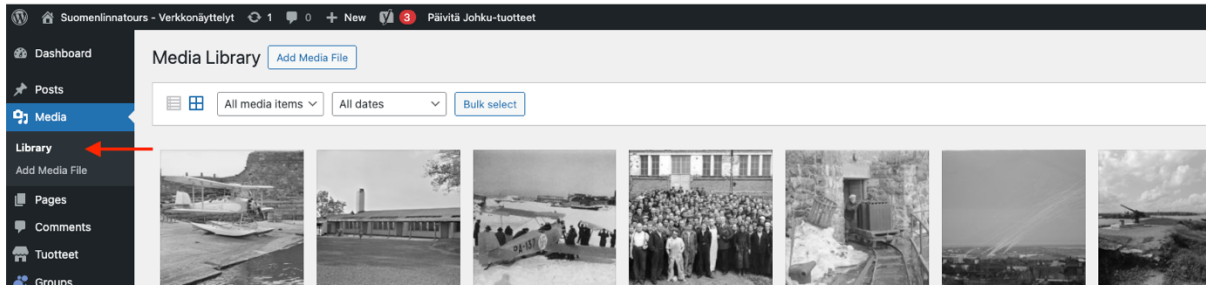 Suomenlinnatours - Verkkonäyttelyt 1 0 + New 3 Päivitä Johku-tuotteet
Dashboard
Posts
Media
Library
Add Media File
Pages
Comments
Tuotteet
Groups
Media Library Add Media File
All media items All dates Bulk select